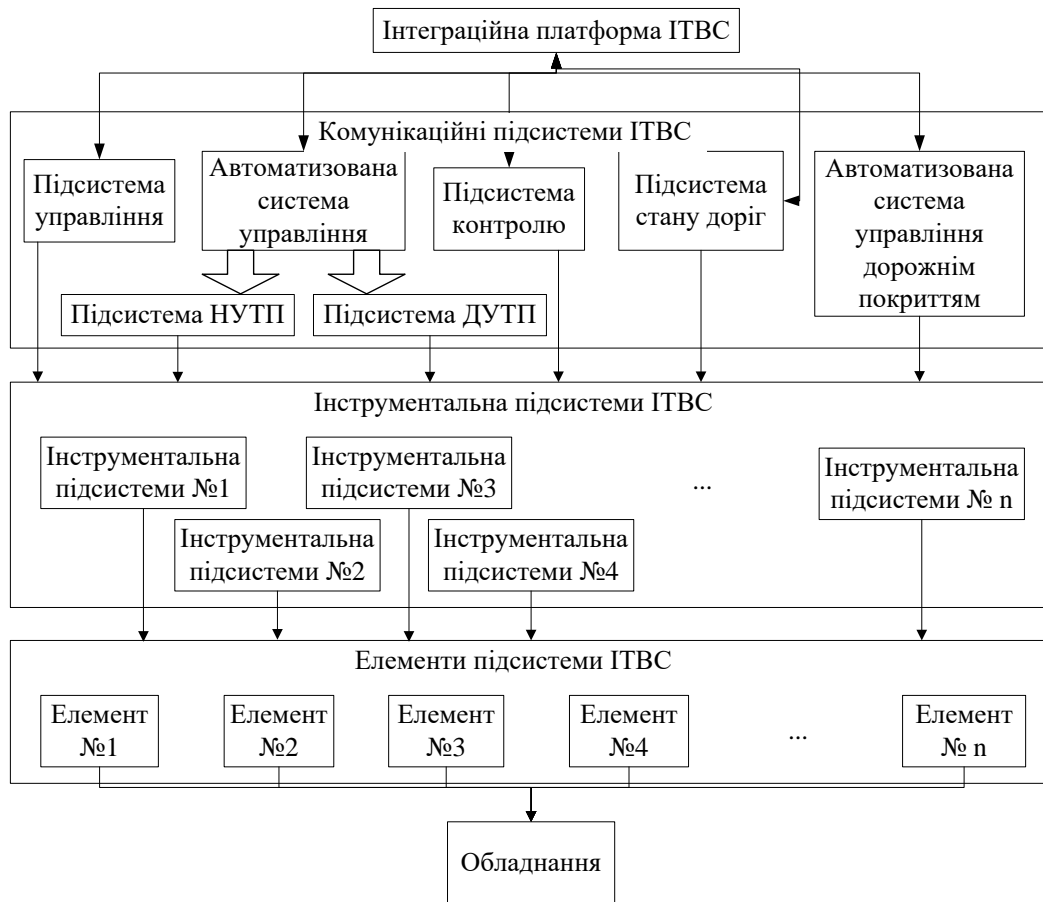 Інтеграційна платформа ІТВС
Комунікаційні підсистеми ІТВС
Підсистема
управління
Автоматизована
система
управління
Підсистема
контролю
Підсистема
стану доріг
Автоматизована
система
управління
дорожнім
покриттям
Підсистема НУТП
Підсистема ДУТП
Інструментальна підсистеми ІТВС
Інструментальна
підсистеми №1
Інструментальна
підсистеми №3
...
Інструментальна
підсистеми № n
Інструментальна
підсистеми №2
Інструментальна
підсистеми №4
Елементи підсистеми ІТВС
Елемент
№1
Елемент
№2
Елемент
№3
Елемент
№4
...
Елемент
№ n
Обладнання